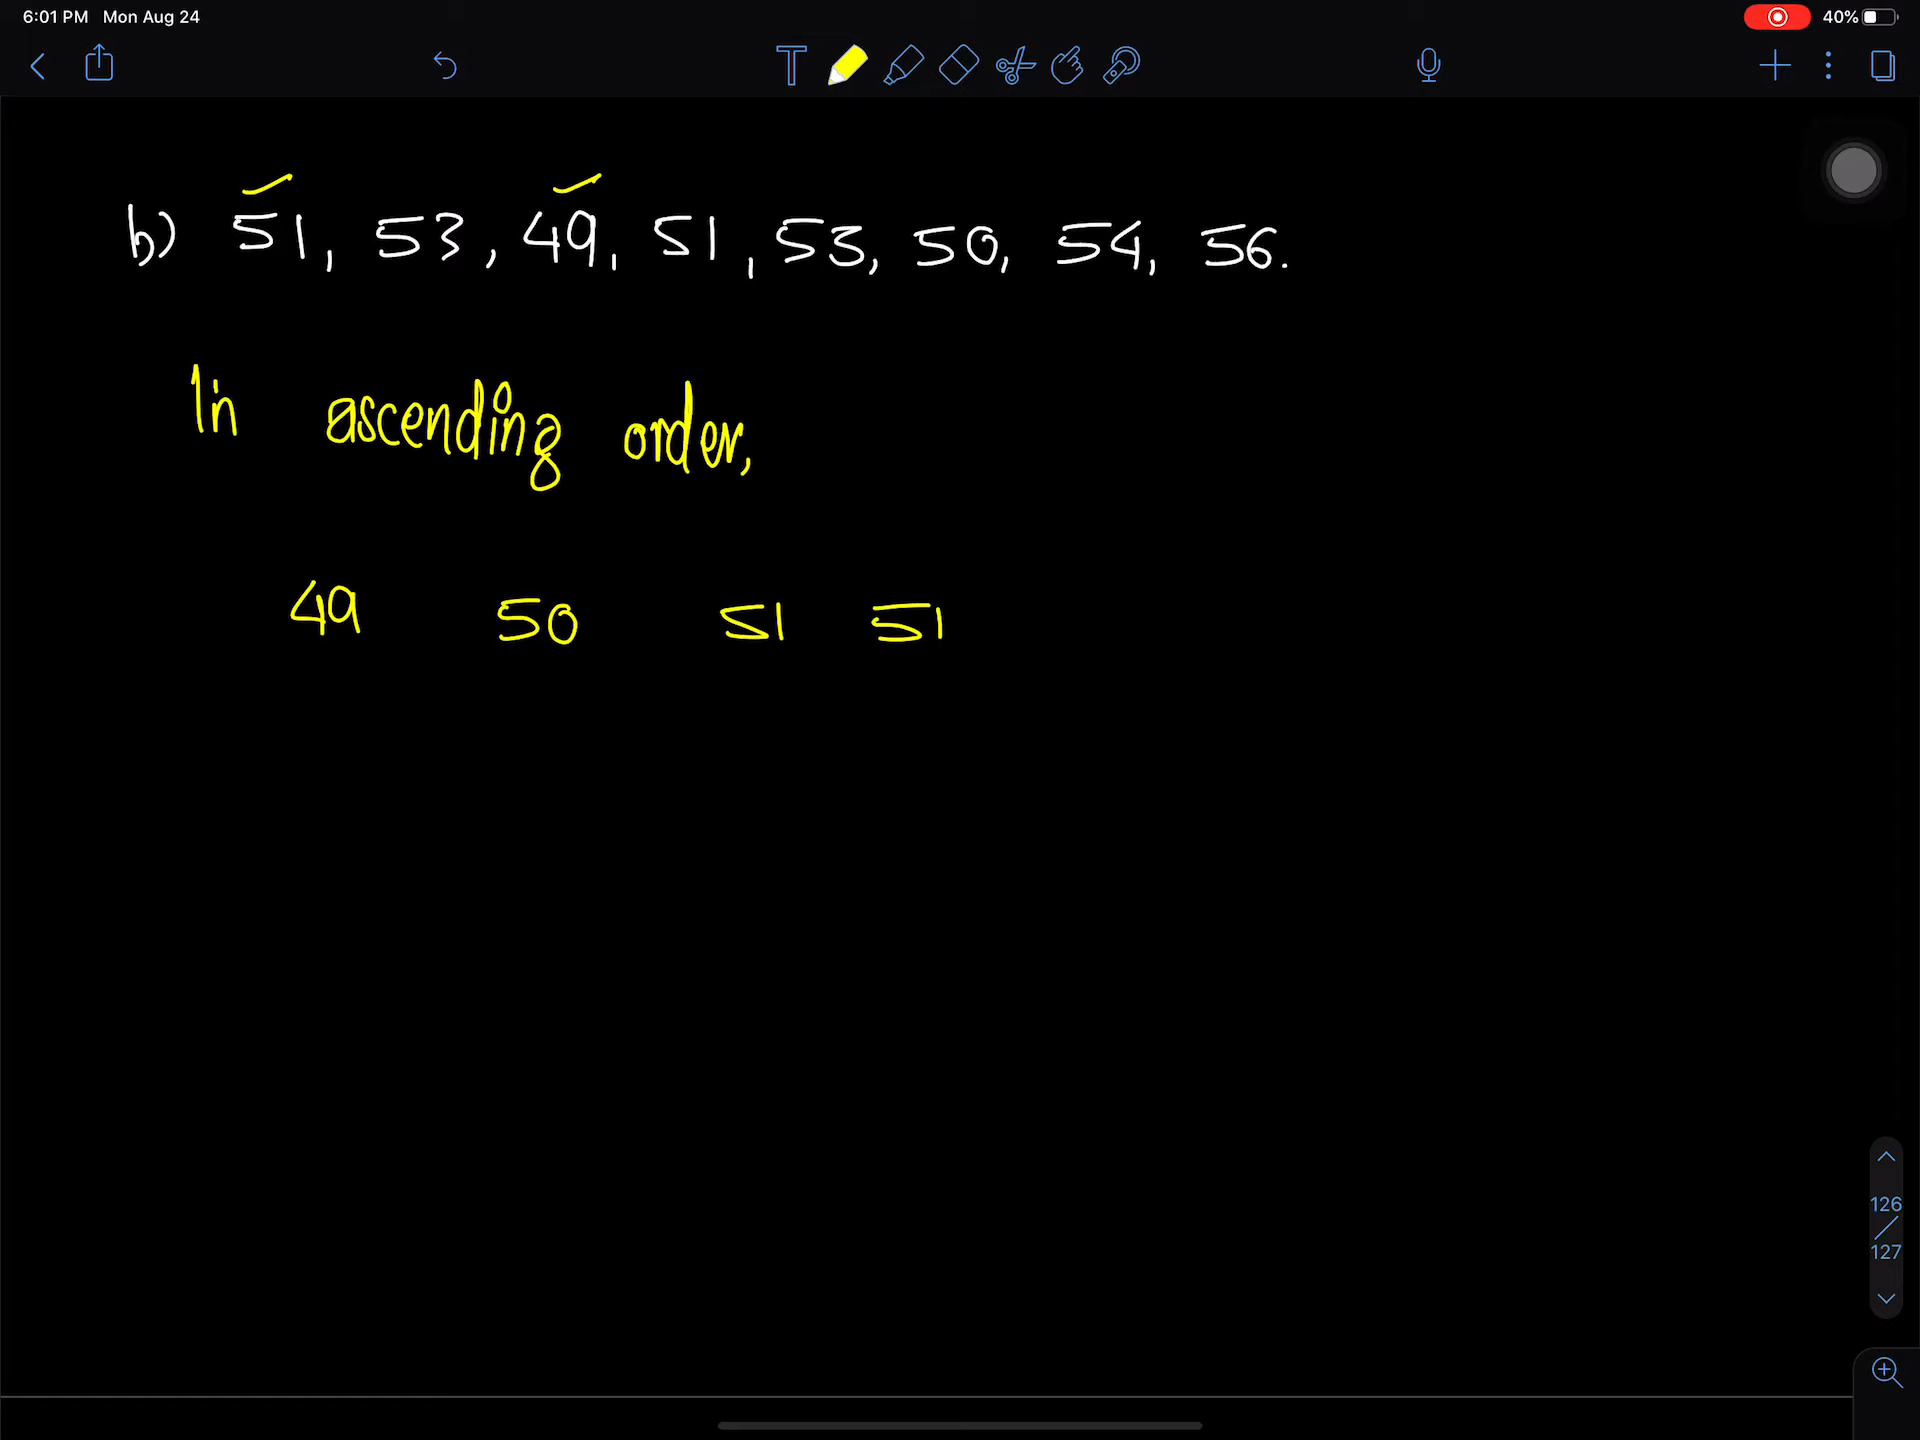 6:01 PM Mon Aug 24 40%
b) 51, 53, 49, 51, 53, 50, 54, 56.
In ascending order,
49 50 51 51
126
127